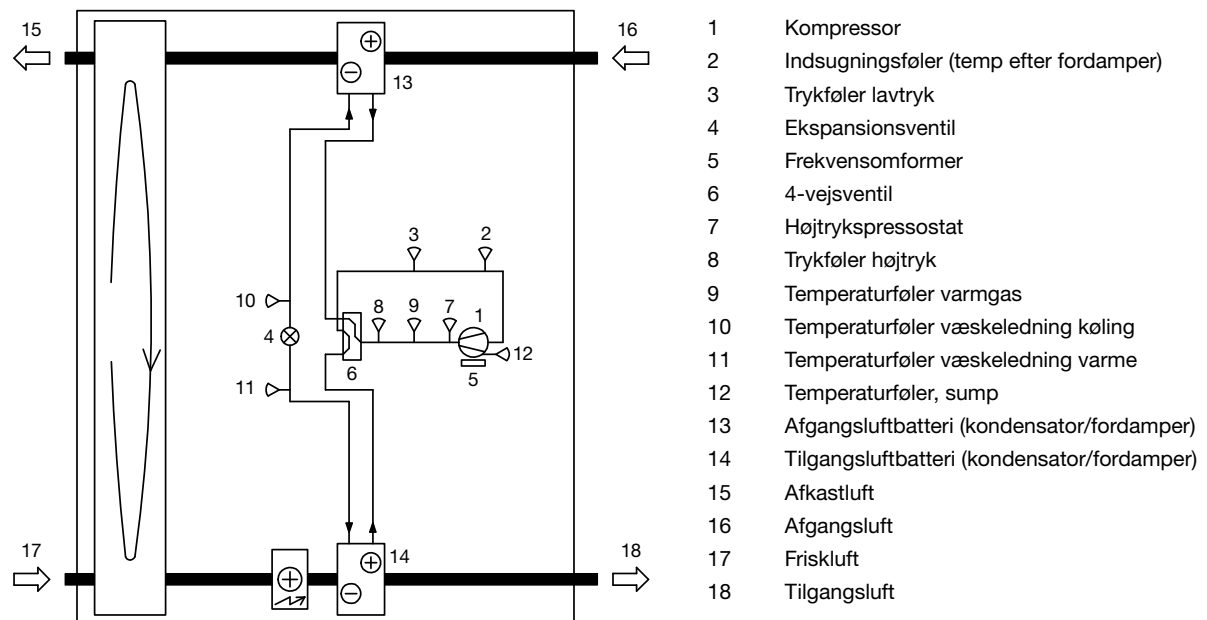 15
16
13
3
2
10
8
9
7
1
4
12
6
5
11
17
14
18
1 Kompressor
2 Indsugningsføler (temp efter fordamper)
3 Trykføler lavtryk
4 Ekspansionsventil
5 Frekvensomformer
6 4-vejsventil
7 Højtrykspressostat
8 Trykføler højtryk
9 Temperaturføler varmgas
10 Temperaturføler væskeledning køling
11 Temperaturføler væskeledning varme
12 Temperaturføler, sump
13 Afgangsluftbatteri (kondensator/fordamper)
14 Tilgangsluftbatteri (kondensator/fordamper)
15 Afkastluft
16 Afgangsluft
17 Friskluft
18 Tilgangsluft